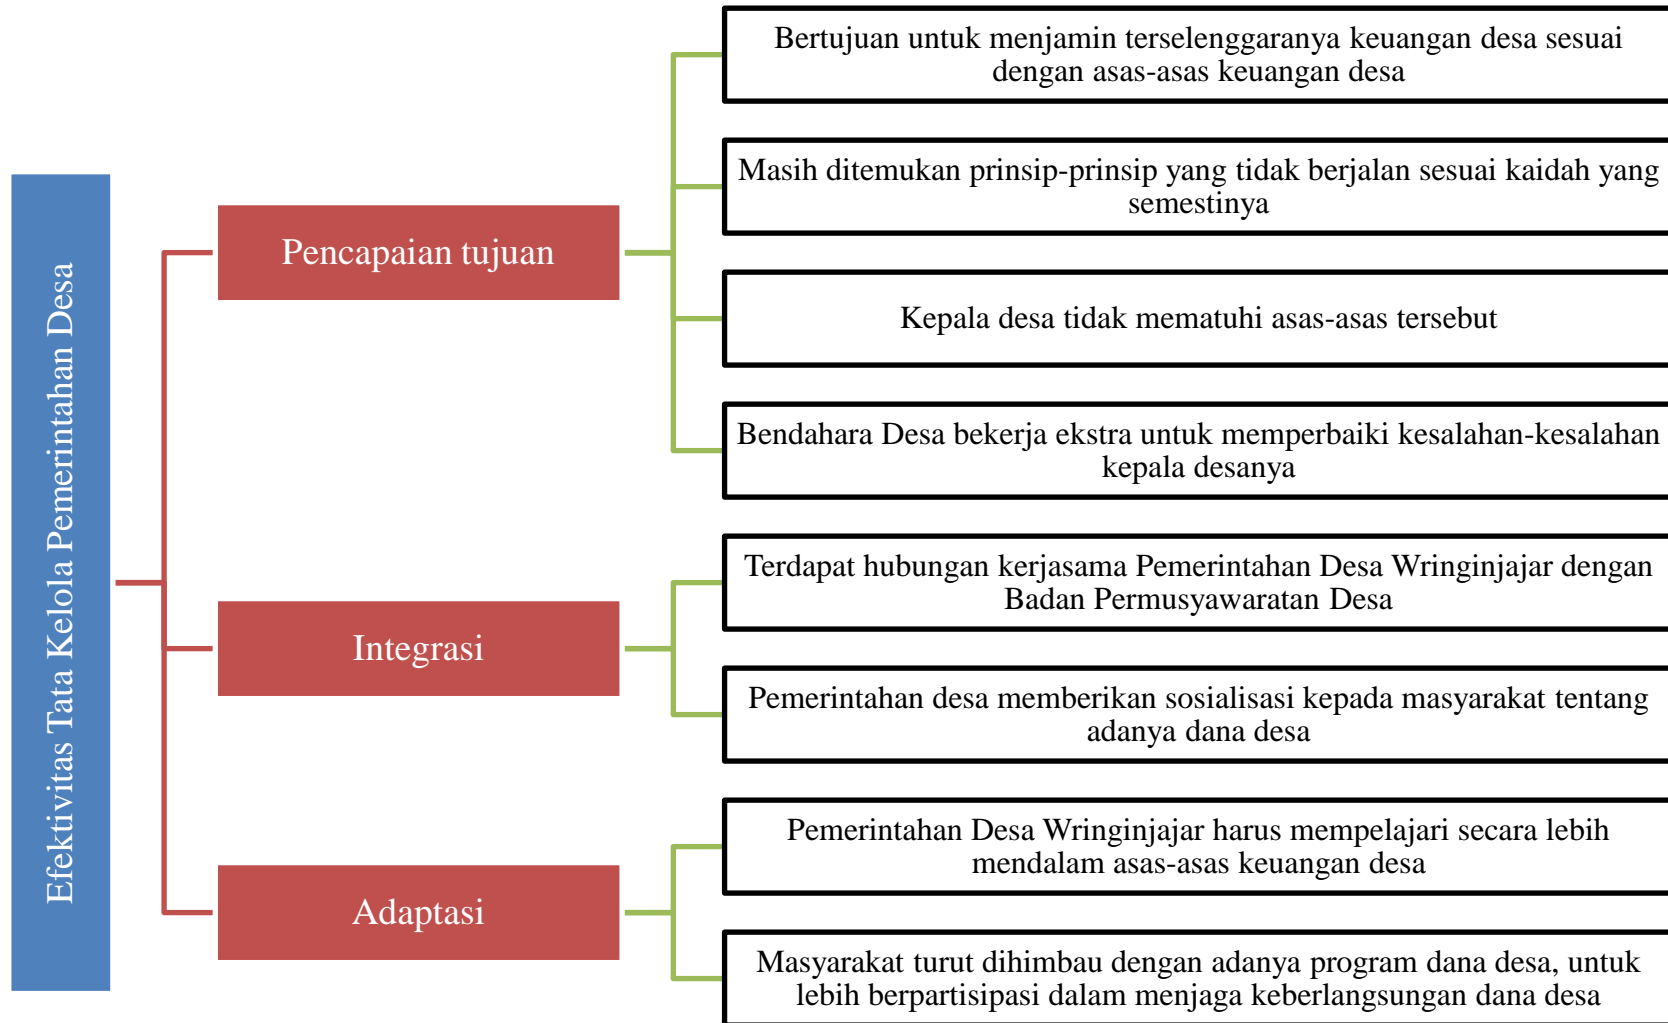 Efektivitas Tata Kelola Pemerintahan Desa
Pencapaian tujuan
Bertujuan untuk menjamin terselenggaranya keuangan desa sesuai
dengan asas-asas keuangan desa
Masih ditemukan prinsip-prinsip yang tidak berjalan sesuai kaidah yang
semestinya
Kepala desa tidak mematuhi asas-asas tersebut
Bendahara Desa bekerja ekstra untuk memperbaiki kesalahan-kesalahan
kepala desanya
Integrasi
Terdapat hubungan kerjasama Pemerintahan Desa Wringinjajar dengan
Badan Permusyawaratan Desa
Pemerintahan desa memberikan sosialisasi kepada masyarakat tentang
adanya dana desa
Adaptasi
Pemerintahan Desa Wringinjajar harus mempelajari secara lebih
mendalam asas-asas keuangan desa
Masyarakat turut dihimbau dengan adanya program dana desa, untuk
lebih berpartisipasi dalam menjaga keberlangsungan dana desa